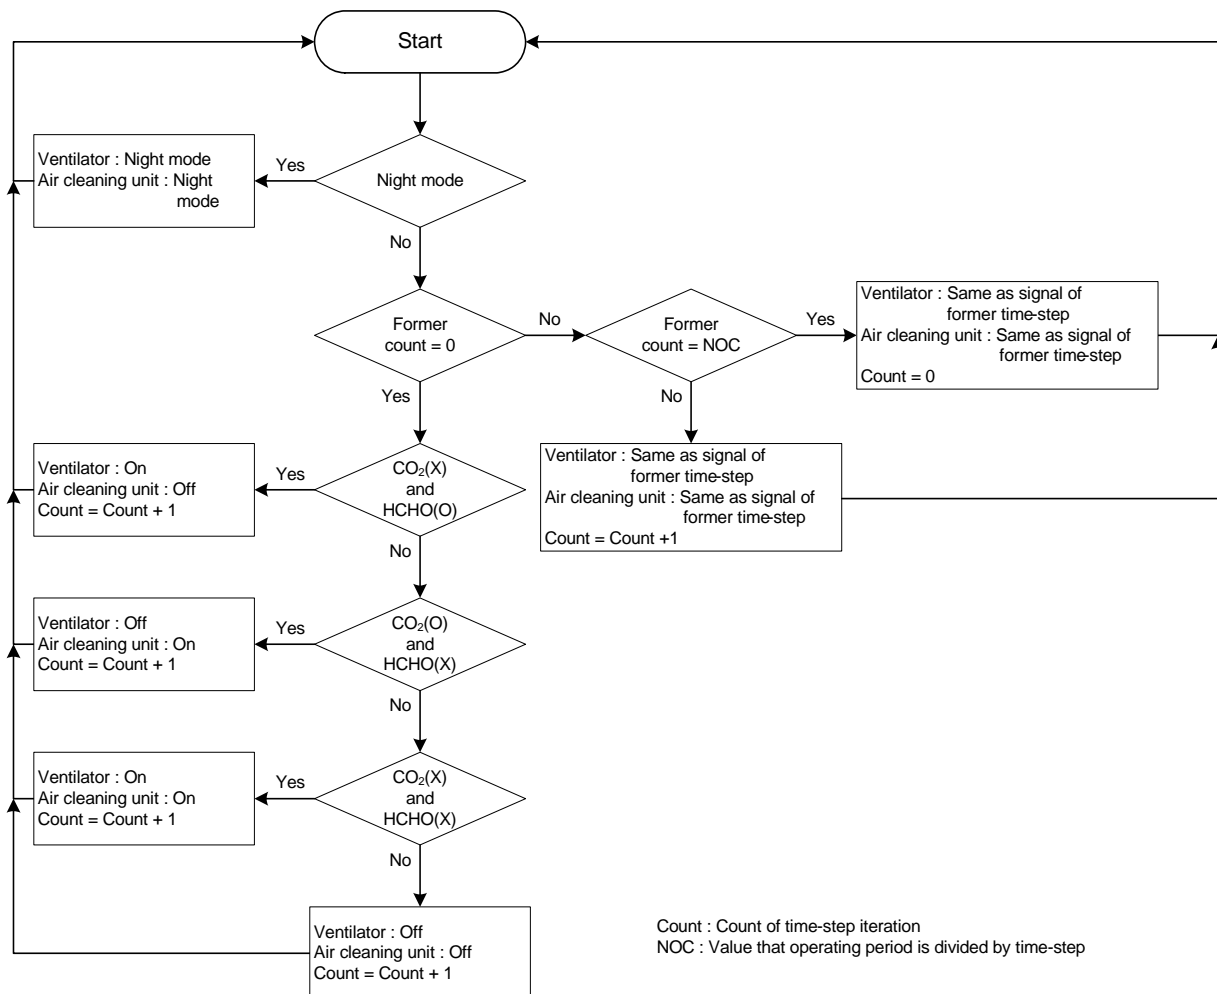 Start
Ventilator : Night mode
Air cleaning unit : Night
mode
Yes
Night mode
No
Former
count = 0
No
Former
count = NOC
Yes
Ventilator : Same as signal of
former time-step
Air cleaning unit : Same as signal of
former time-step
Count = 0
Yes
No
Ventilator : On
Air cleaning unit : Off
Count = Count + 1
Yes
CO₂(X)
and
HCHO(O)
Ventilator : Same as signal of
former time-step
Air cleaning unit : Same as signal of
former time-step
Count = Count +1
No
Ventilator : Off
Air cleaning unit : On
Count = Count + 1
Yes
CO₂(O)
and
HCHO(X)
No
Ventilator : On
Air cleaning unit : On
Count = Count + 1
Yes
CO₂(X)
and
HCHO(X)
No
Ventilator : Off
Air cleaning unit : Off
Count = Count + 1
Count : Count of time-step iteration
NOC : Value that operating period is divided by time-step